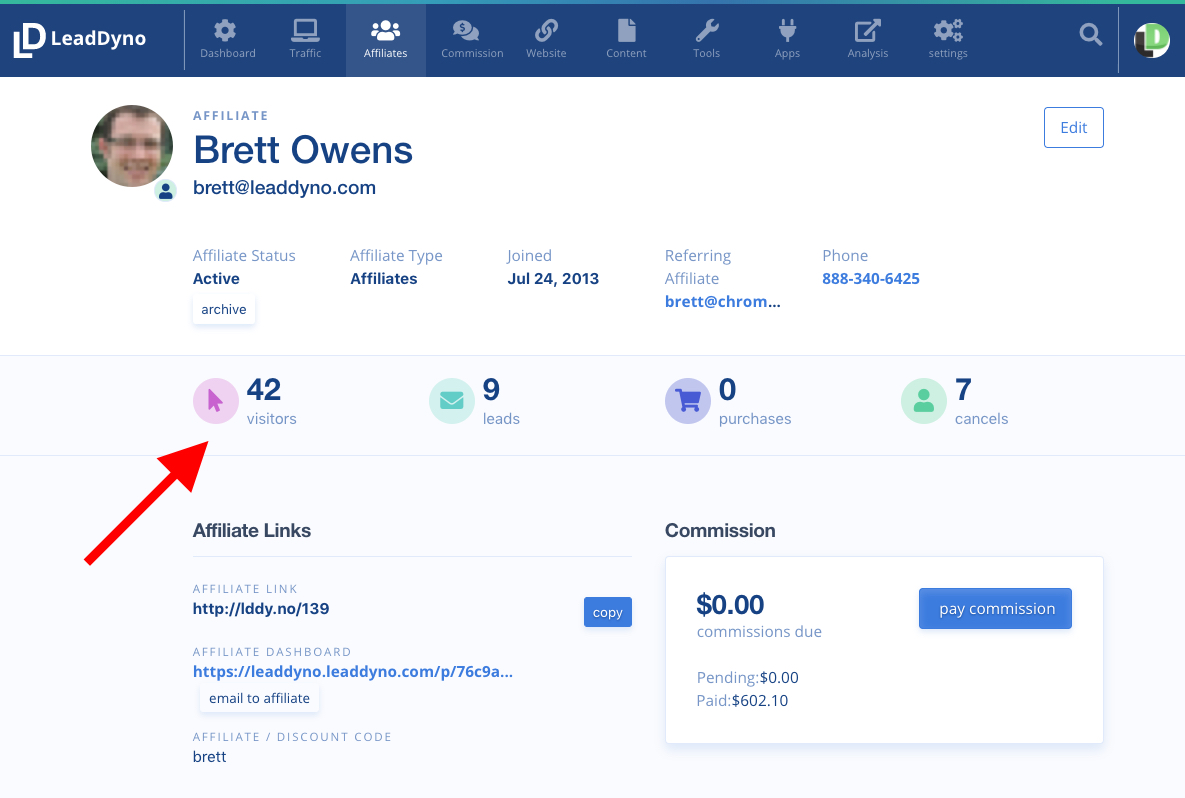 LeadDyno
Dashboard
Traffic
Affiliates
Commission
Website
Content
Tools
Apps
Analysis
settings
AFFILIATE
Brett Owens
brett@leaddyno.com
Edit
Affiliate Status
Active
archive
Affiliate Type
Affiliates
Joined
Jul 24, 2013
Referring
Affiliate
brett@chrom...
Phone
888-340-6425
42
visitors
9
leads
0
purchases
7
cancels
Affiliate Links
AFFILIATE LINK
http://lddy.no/139
copy
AFFILIATE DASHBOARD
https://leaddyno.leaddyno.com/p/76c9a...
email to affiliate
AFFILIATE / DISCOUNT CODE
brett
Commission
$0.00
commissions due
pay commission
Pending:$0.00
Paid:$602.10